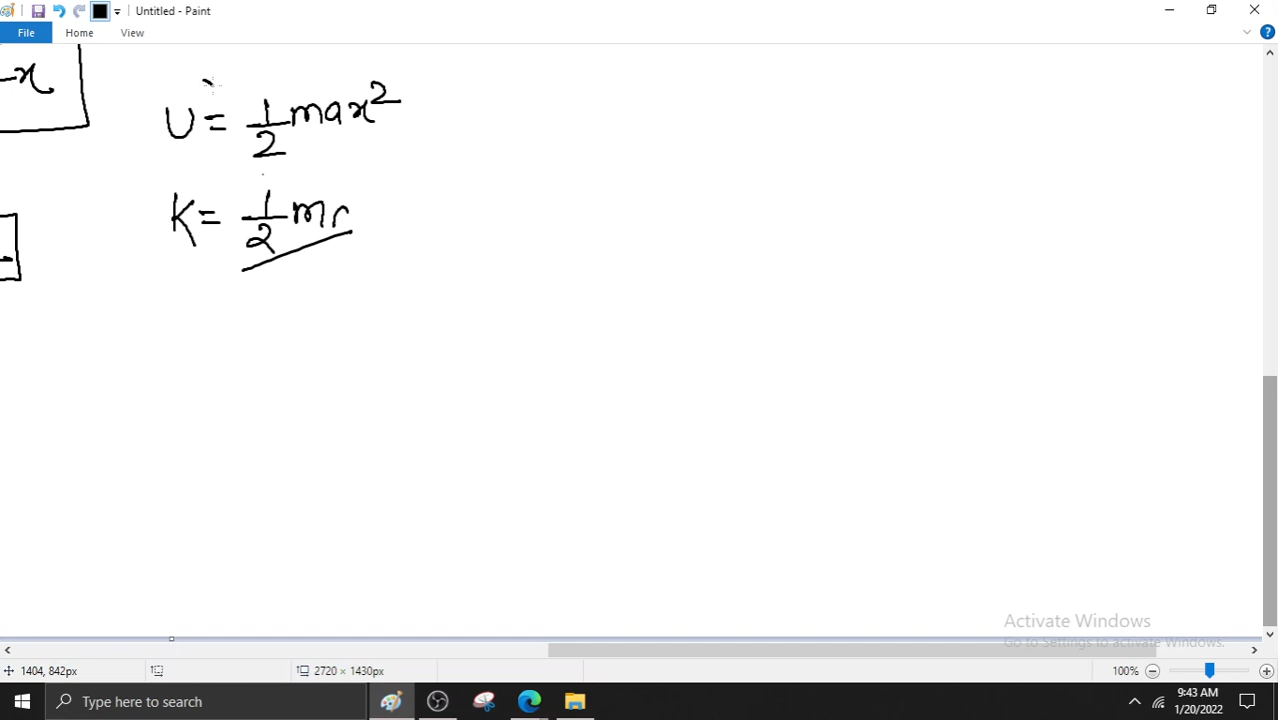 Untitled - Paint
File Home View
-x
U = 1/2 max²
K = 1/2 mr
Activate Windows
Go to Settings to activate Windows.
1404, 842px
2720 × 1430px
100%
Type here to search
9:43 AM
1/20/2022